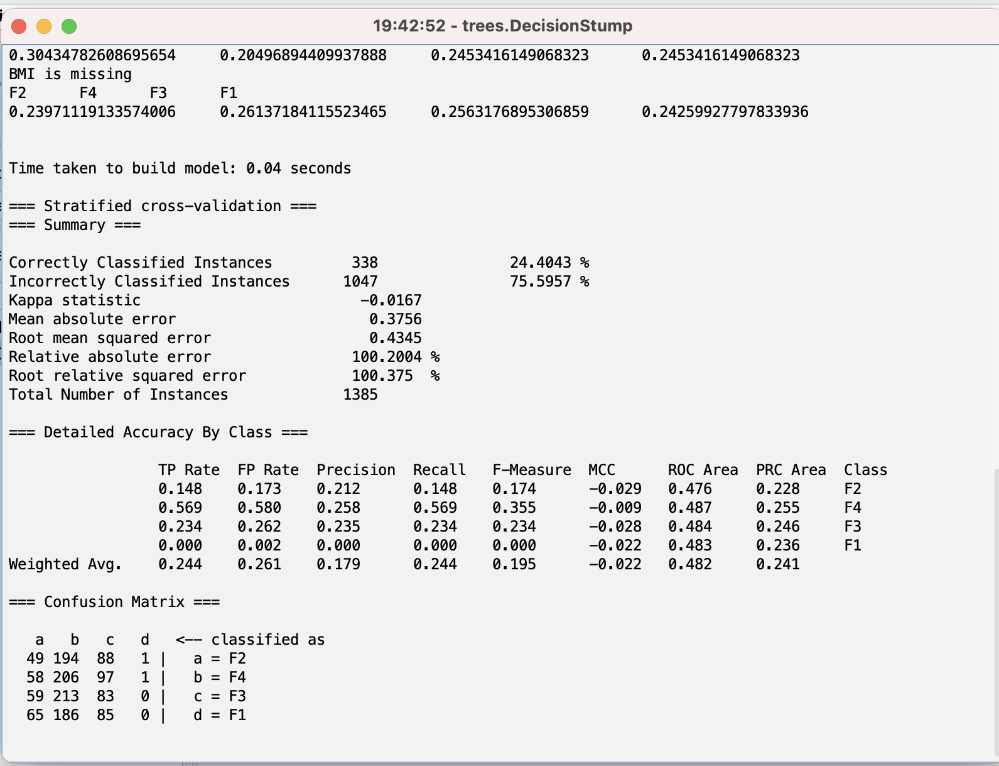 19:42:52 - trees.DecisionStump
0.30434782608695654 0.20496894409937888 0.2453416149068323 0.2453416149068323
BMI is missing
F2 F4 F3 F1
0.23971119133574006 0.26137184115523465 0.2563176895306859 0.24259927797833936
Time taken to build model: 0.04 seconds
=== Stratified cross-validation ===
=== Summary ===
Correctly Classified Instances 338 24.4043 %
Incorrectly Classified Instances 1047 75.5957 %
Kappa statistic -0.0167
Mean absolute error 0.3756
Root mean squared error 0.4345
Relative absolute error 100.2004 %
Root relative squared error 100.375 %
Total Number of Instances 1385
=== Detailed Accuracy By Class ===
TP Rate FP Rate Precision Recall F-Measure MCC ROC Area PRC Area Class
0.148 0.173 0.212 0.148 0.174 -0.029 0.476 0.228 F2
0.569 0.580 0.258 0.569 0.355 -0.009 0.487 0.255 F4
0.234 0.262 0.235 0.234 0.234 -0.028 0.484 0.246 F3
0.000 0.002 0.000 0.000 0.000 -0.022 0.483 0.236 F1
Weighted Avg. 0.244 0.261 0.179 0.244 0.195 -0.022 0.482 0.241
=== Confusion Matrix ===
a b c d <-- classified as
49 194 88 1 | a = F2
58 206 97 1 | b = F4
59 213 83 0 | c = F3
65 186 85 0 | d = F1